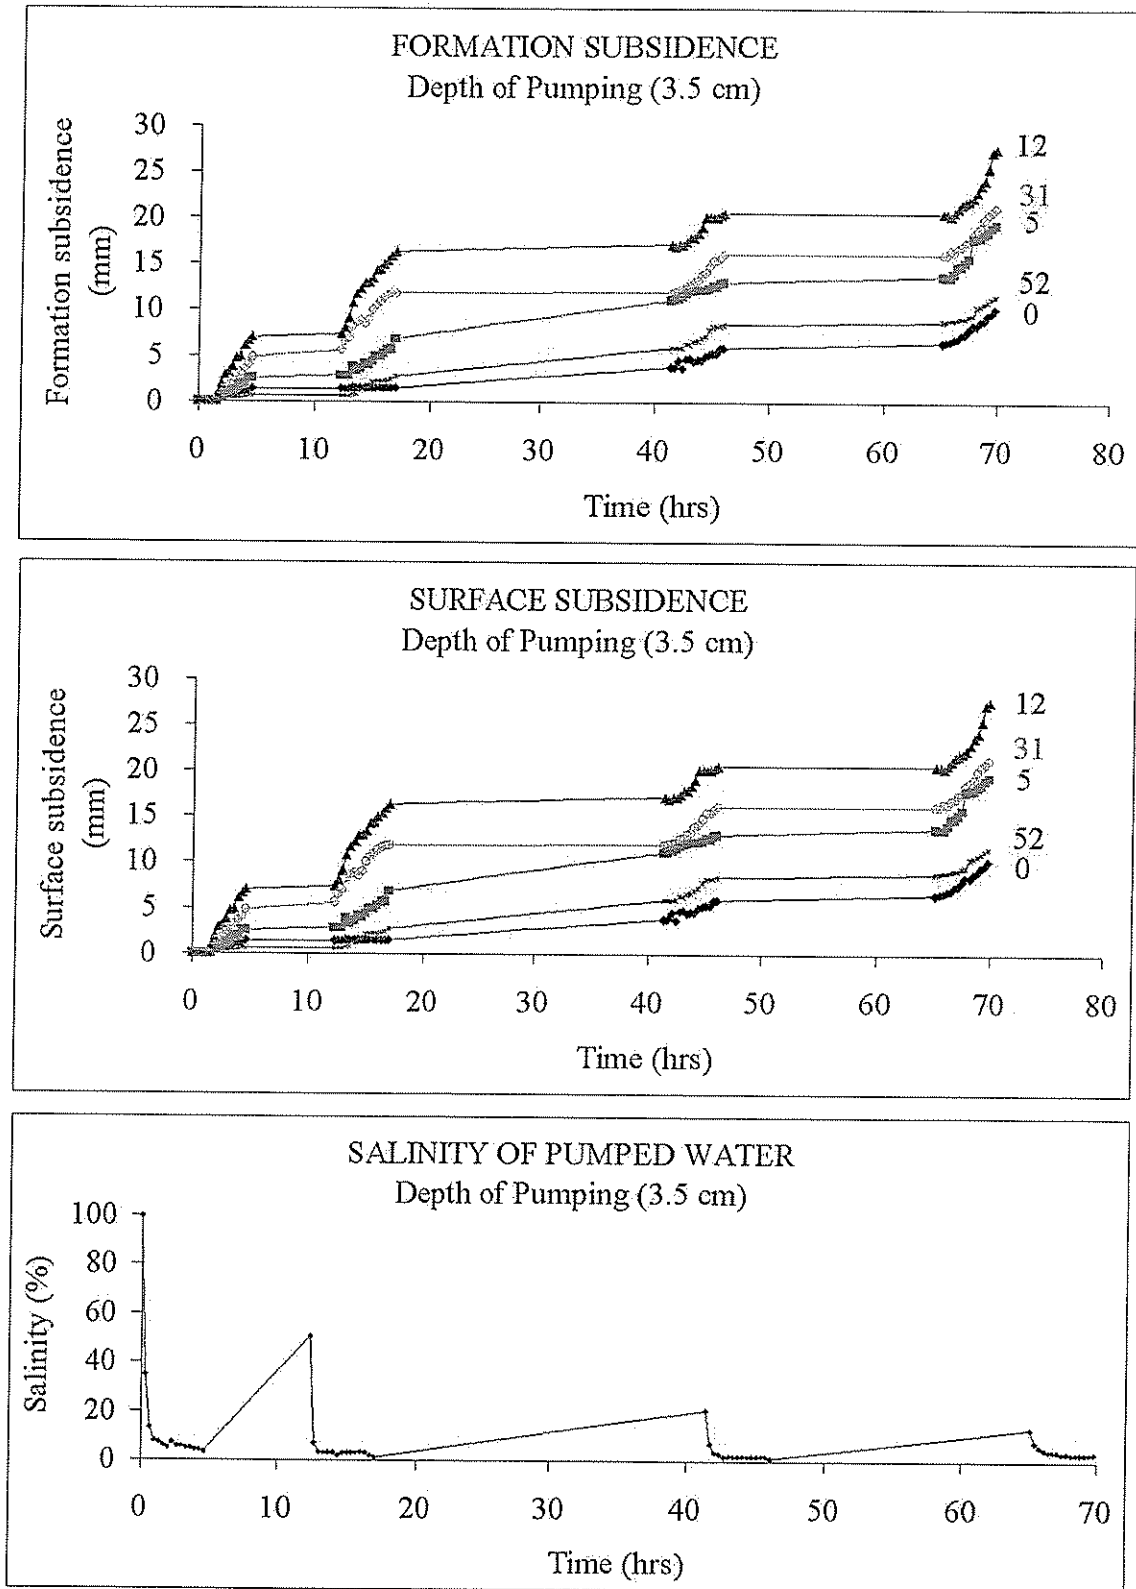 FORMATION SUBSIDENCE
Depth of Pumping (3.5 cm)
Formation subsidence
(mm)
30
25
20
15
10
5
0
0 10 20 30 40 50 60 70 80
Time (hrs)
12
31
5
52
0
SURFACE SUBSIDENCE
Depth of Pumping (3.5 cm)
Surface subsidence
(mm)
30
25
20
15
10
5
0
0 10 20 30 40 50 60 70 80
Time (hrs)
12
31
5
52
0
SALINITY OF PUMPED WATER
Depth of Pumping (3.5 cm)
Salinity (%)
100
80
60
40
20
0
0 10 20 30 40 50 60 70
Time (hrs)